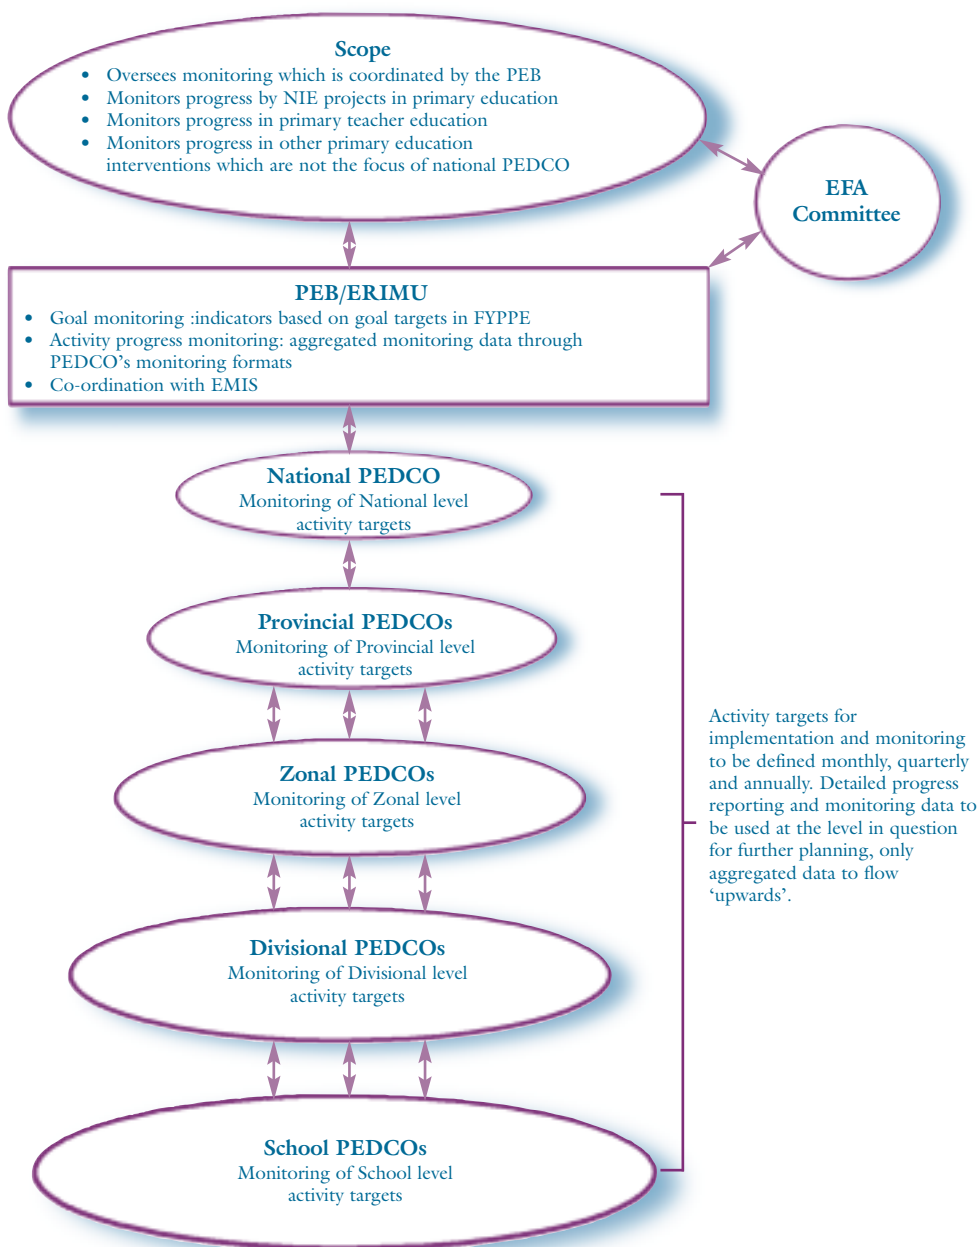 Scope
• Oversees monitoring which is coordinated by the PEB
• Monitors progress by NIE projects in primary education
• Monitors progress in primary teacher education
• Monitors progress in other primary education
interventions which are not the focus of national PEDCO
EFA
Committee
PEB/ERIMU
• Goal monitoring :indicators based on goal targets in FYPPE
• Activity progress monitoring: aggregated monitoring data through
PEDCO’s monitoring formats
• Co-ordination with EMIS
National PEDCO
Monitoring of National level
activity targets
Provincial PEDCOs
Monitoring of Provincial level
activity targets
Zonal PEDCOs
Monitoring of Zonal level
activity targets
Divisional PEDCOs
Monitoring of Divisional level
activity targets
School PEDCOs
Monitoring of School level
activity targets
Activity targets for
implementation and monitoring
to be defined monthly, quarterly
and annually. Detailed progress
reporting and monitoring data to
be used at the level in question
for further planning, only
aggregated data to flow
‘upwards’.